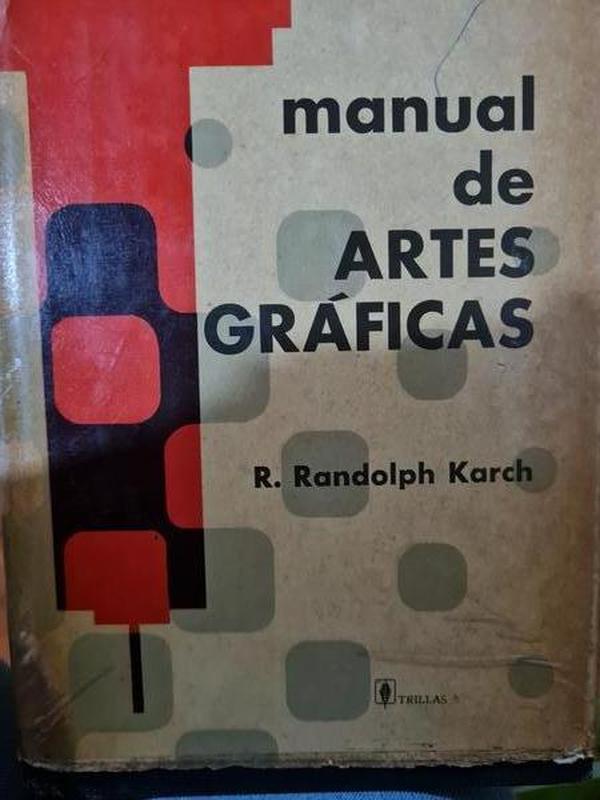 manual
de
ARTES
GRÁFICAS
R. Randolph Karch
TRILLAS